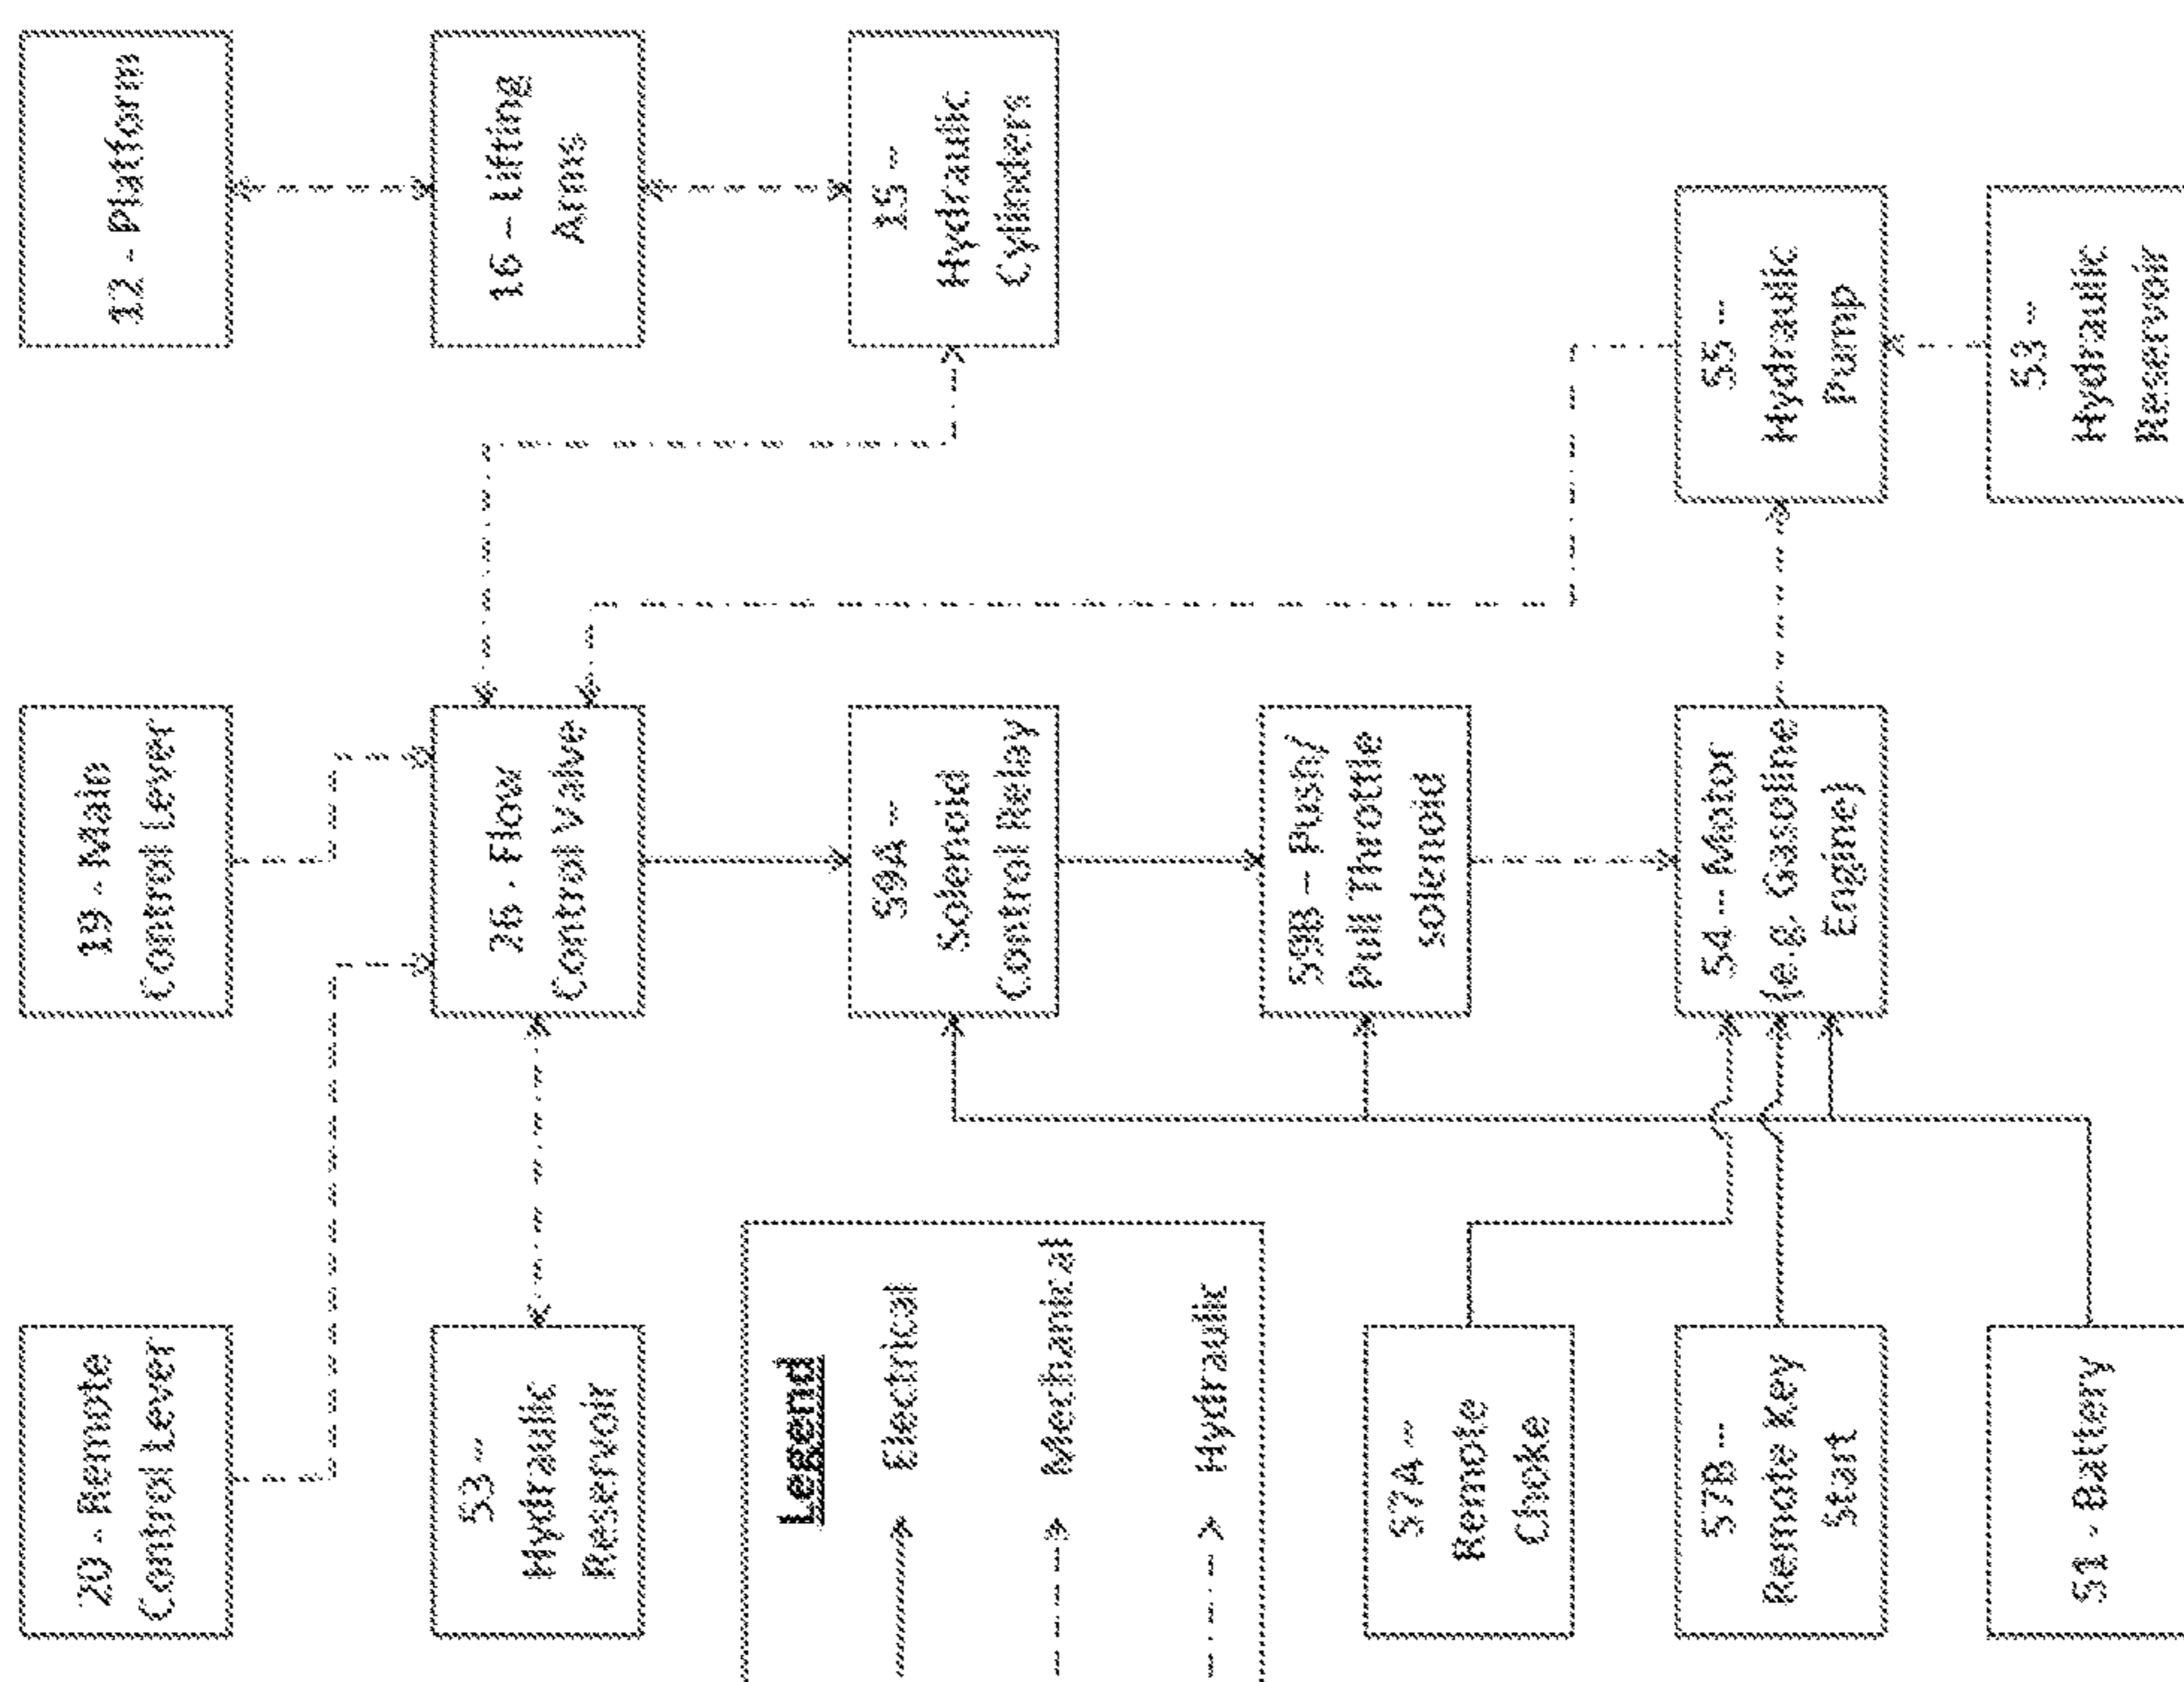 20 - Remote
Control Lever
19 - Main
Control Lever
12 - Platform
53 –
Hydraulic
Reservoir
26 - Flow
Control Valve
16 – Lifting
Arms
Legend
Electrical
Mechanical
Hydraulic
59A –
Solenoid
Control Relay
15 –
Hydraulic
Cylinders
57A –
Remote
Choke
59B – Push/
Pull Throttle
solenoid
57B –
Remote Key
Start
54 – Motor
(e.g. Gasoline
Engine)
55 –
Hydraulic
Pump
51 - Battery
53 –
Hydraulic
Reservoir